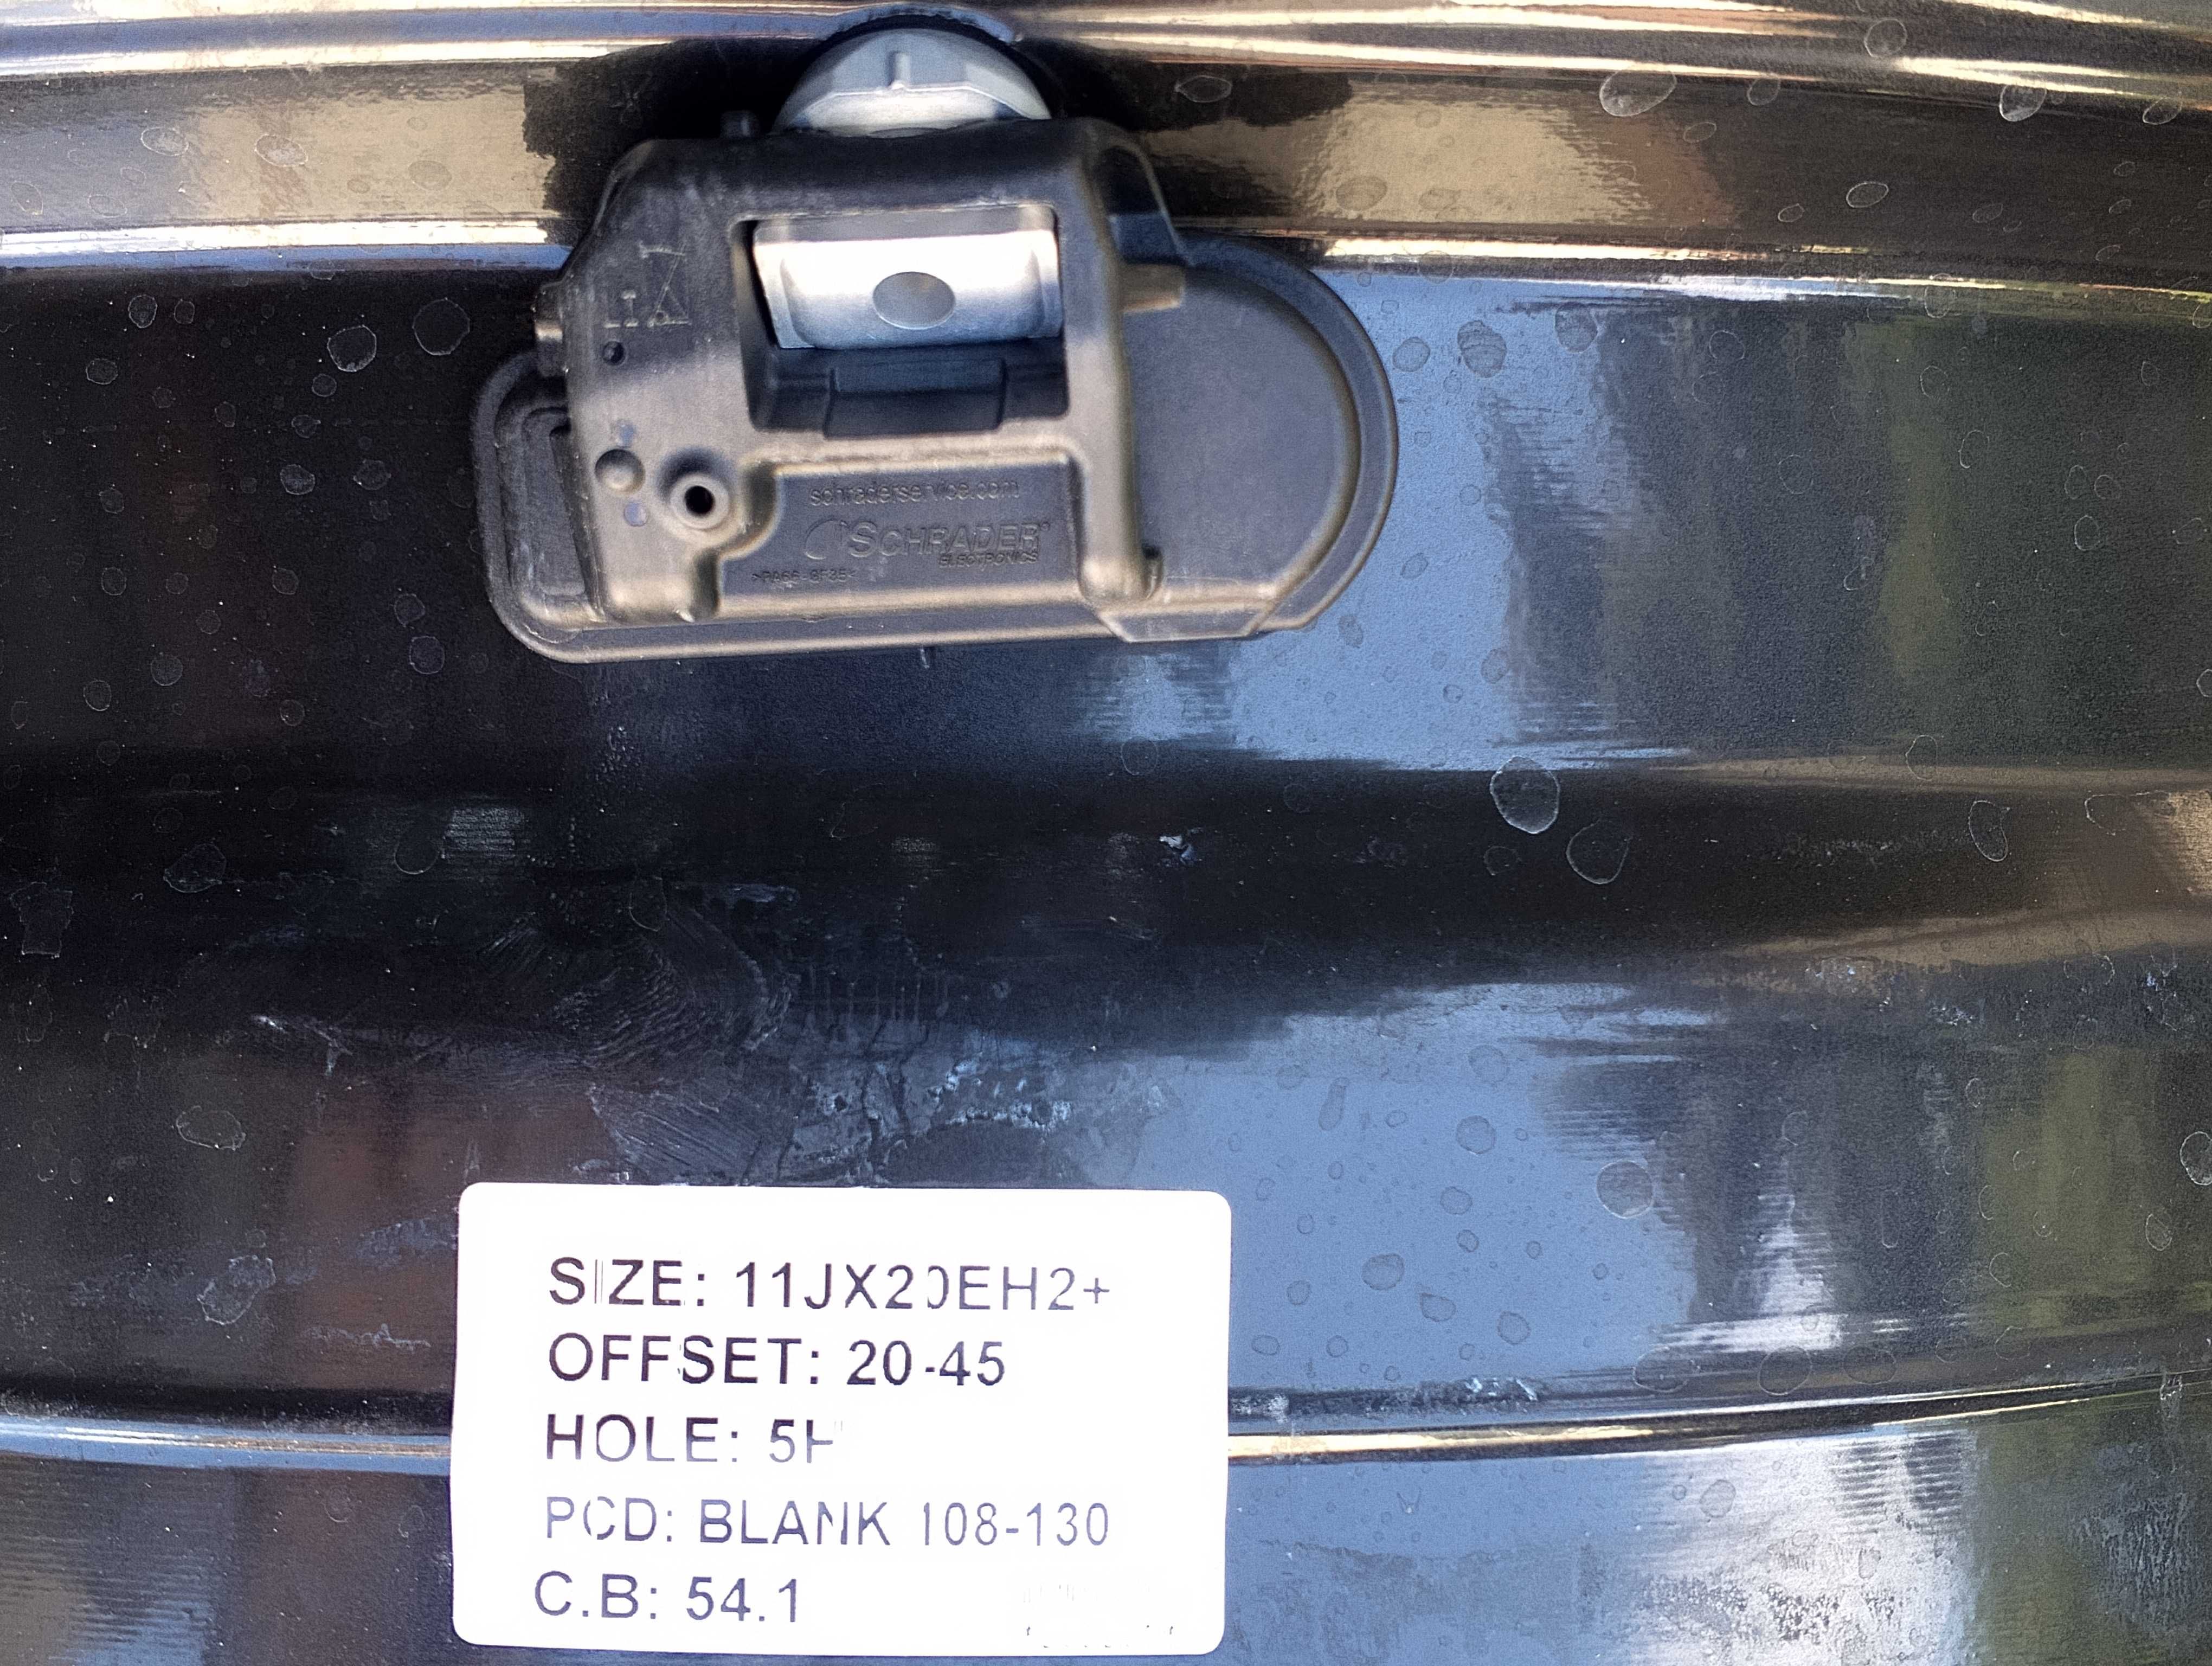 schraderservice.com
SCHRADER
ELECTRONICS
SIZE: 11JX20EH2+
OFFSET: 20-45
HOLE: 5H
PCD: BLANK 108-130
C.B: 54.1